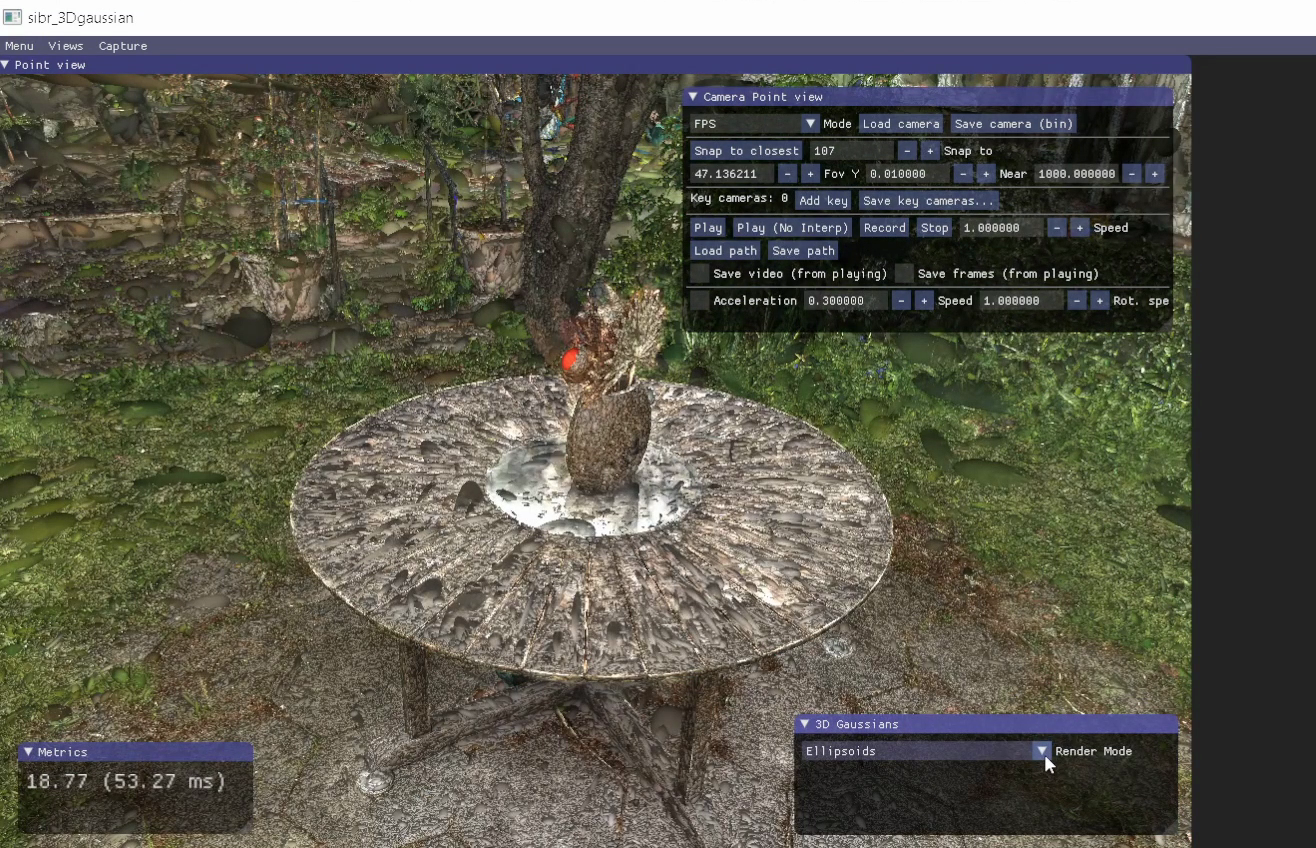 sibr_3Dgaussian
Menu Views Capture
Point view
Camera Point view
FPS Mode Load camera Save camera (bin)
Snap to closest 107 - + Snap to
47.136211 - + Fov Y 0.010000 - + Near 1000.000000 - +
Key cameras: 0 Add key Save key cameras...
Play Play (No Interp) Record Stop 1.000000 - + Speed
Load path Save path
Save video (from playing) Save frames (from playing)
Acceleration 0.300000 - + Speed 1.000000 - + Rot. spe
3D Gaussians
Ellipsoids Render Mode
Metrics
18.77 (53.27 ms)